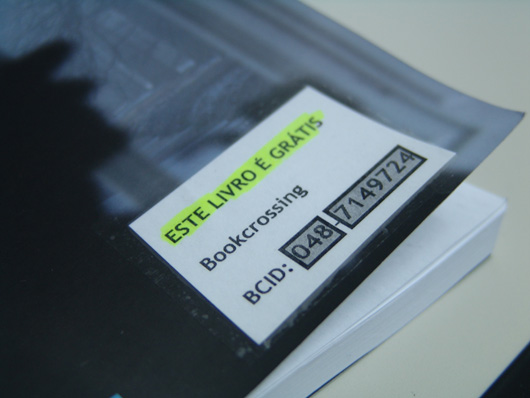 ESTE LIVRO É GRÁTIS
Bookcrossing
BCID: 048-7149724